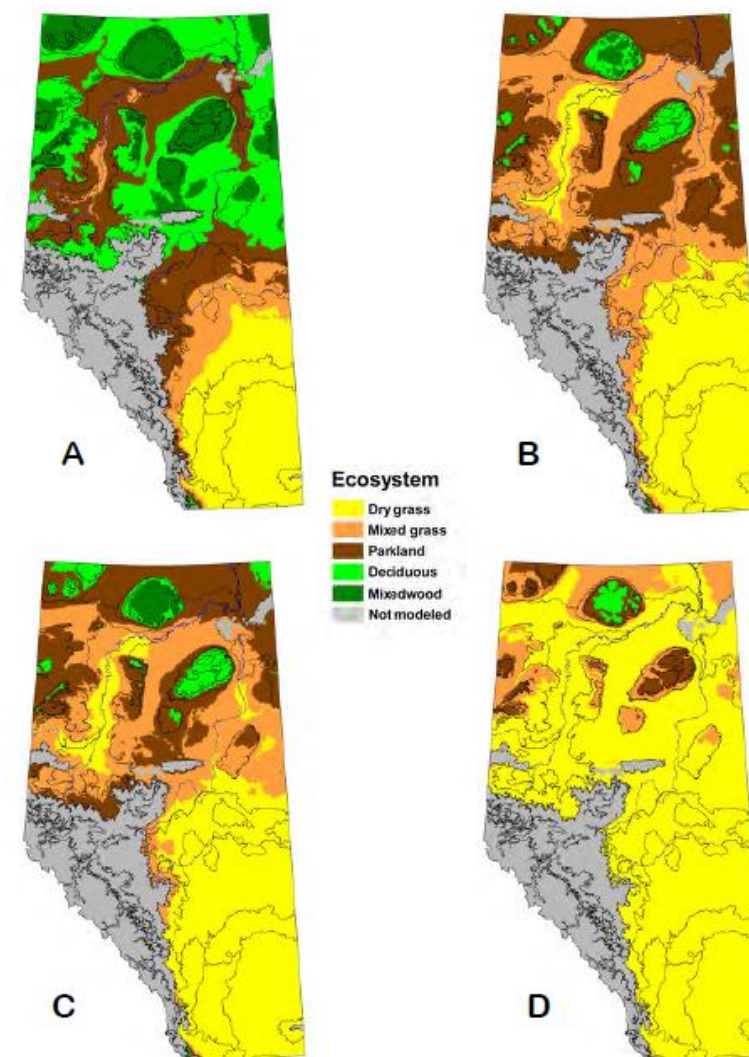 A
B
Ecosystem
Dry grass
Mixed grass
Parkland
Deciduous
Mixedwood
Not modeled
C
D